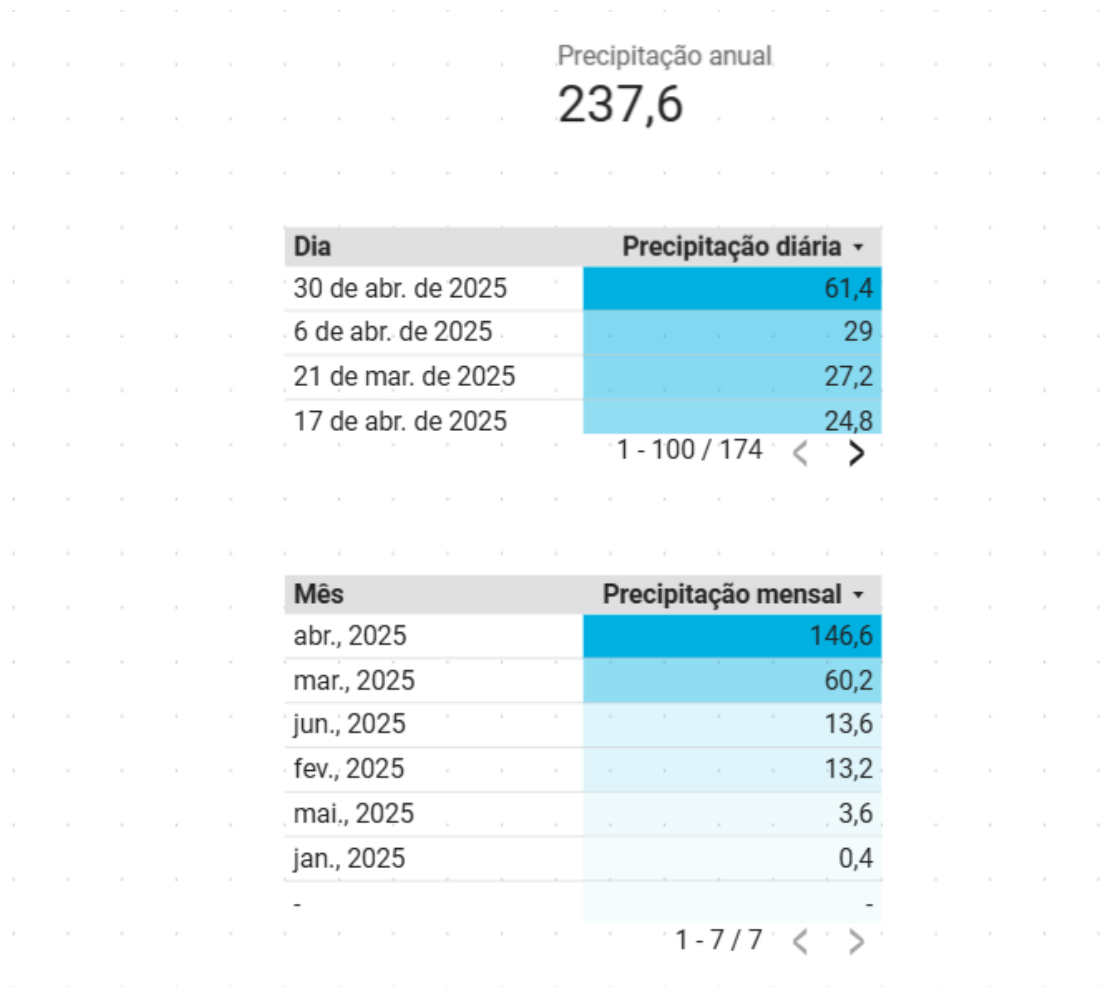 Precipitação anual
237,6
Dia Precipitação diária
30 de abr. de 2025 61,4
6 de abr. de 2025 29
21 de mar. de 2025 27,2
17 de abr. de 2025 24,8
1 - 100 / 174
Mês Precipitação mensal
abr., 2025 146,6
mar., 2025 60,2
jun., 2025 13,6
fev., 2025 13,2
mai., 2025 3,6
jan., 2025 0,4
- -
1 - 7 / 7